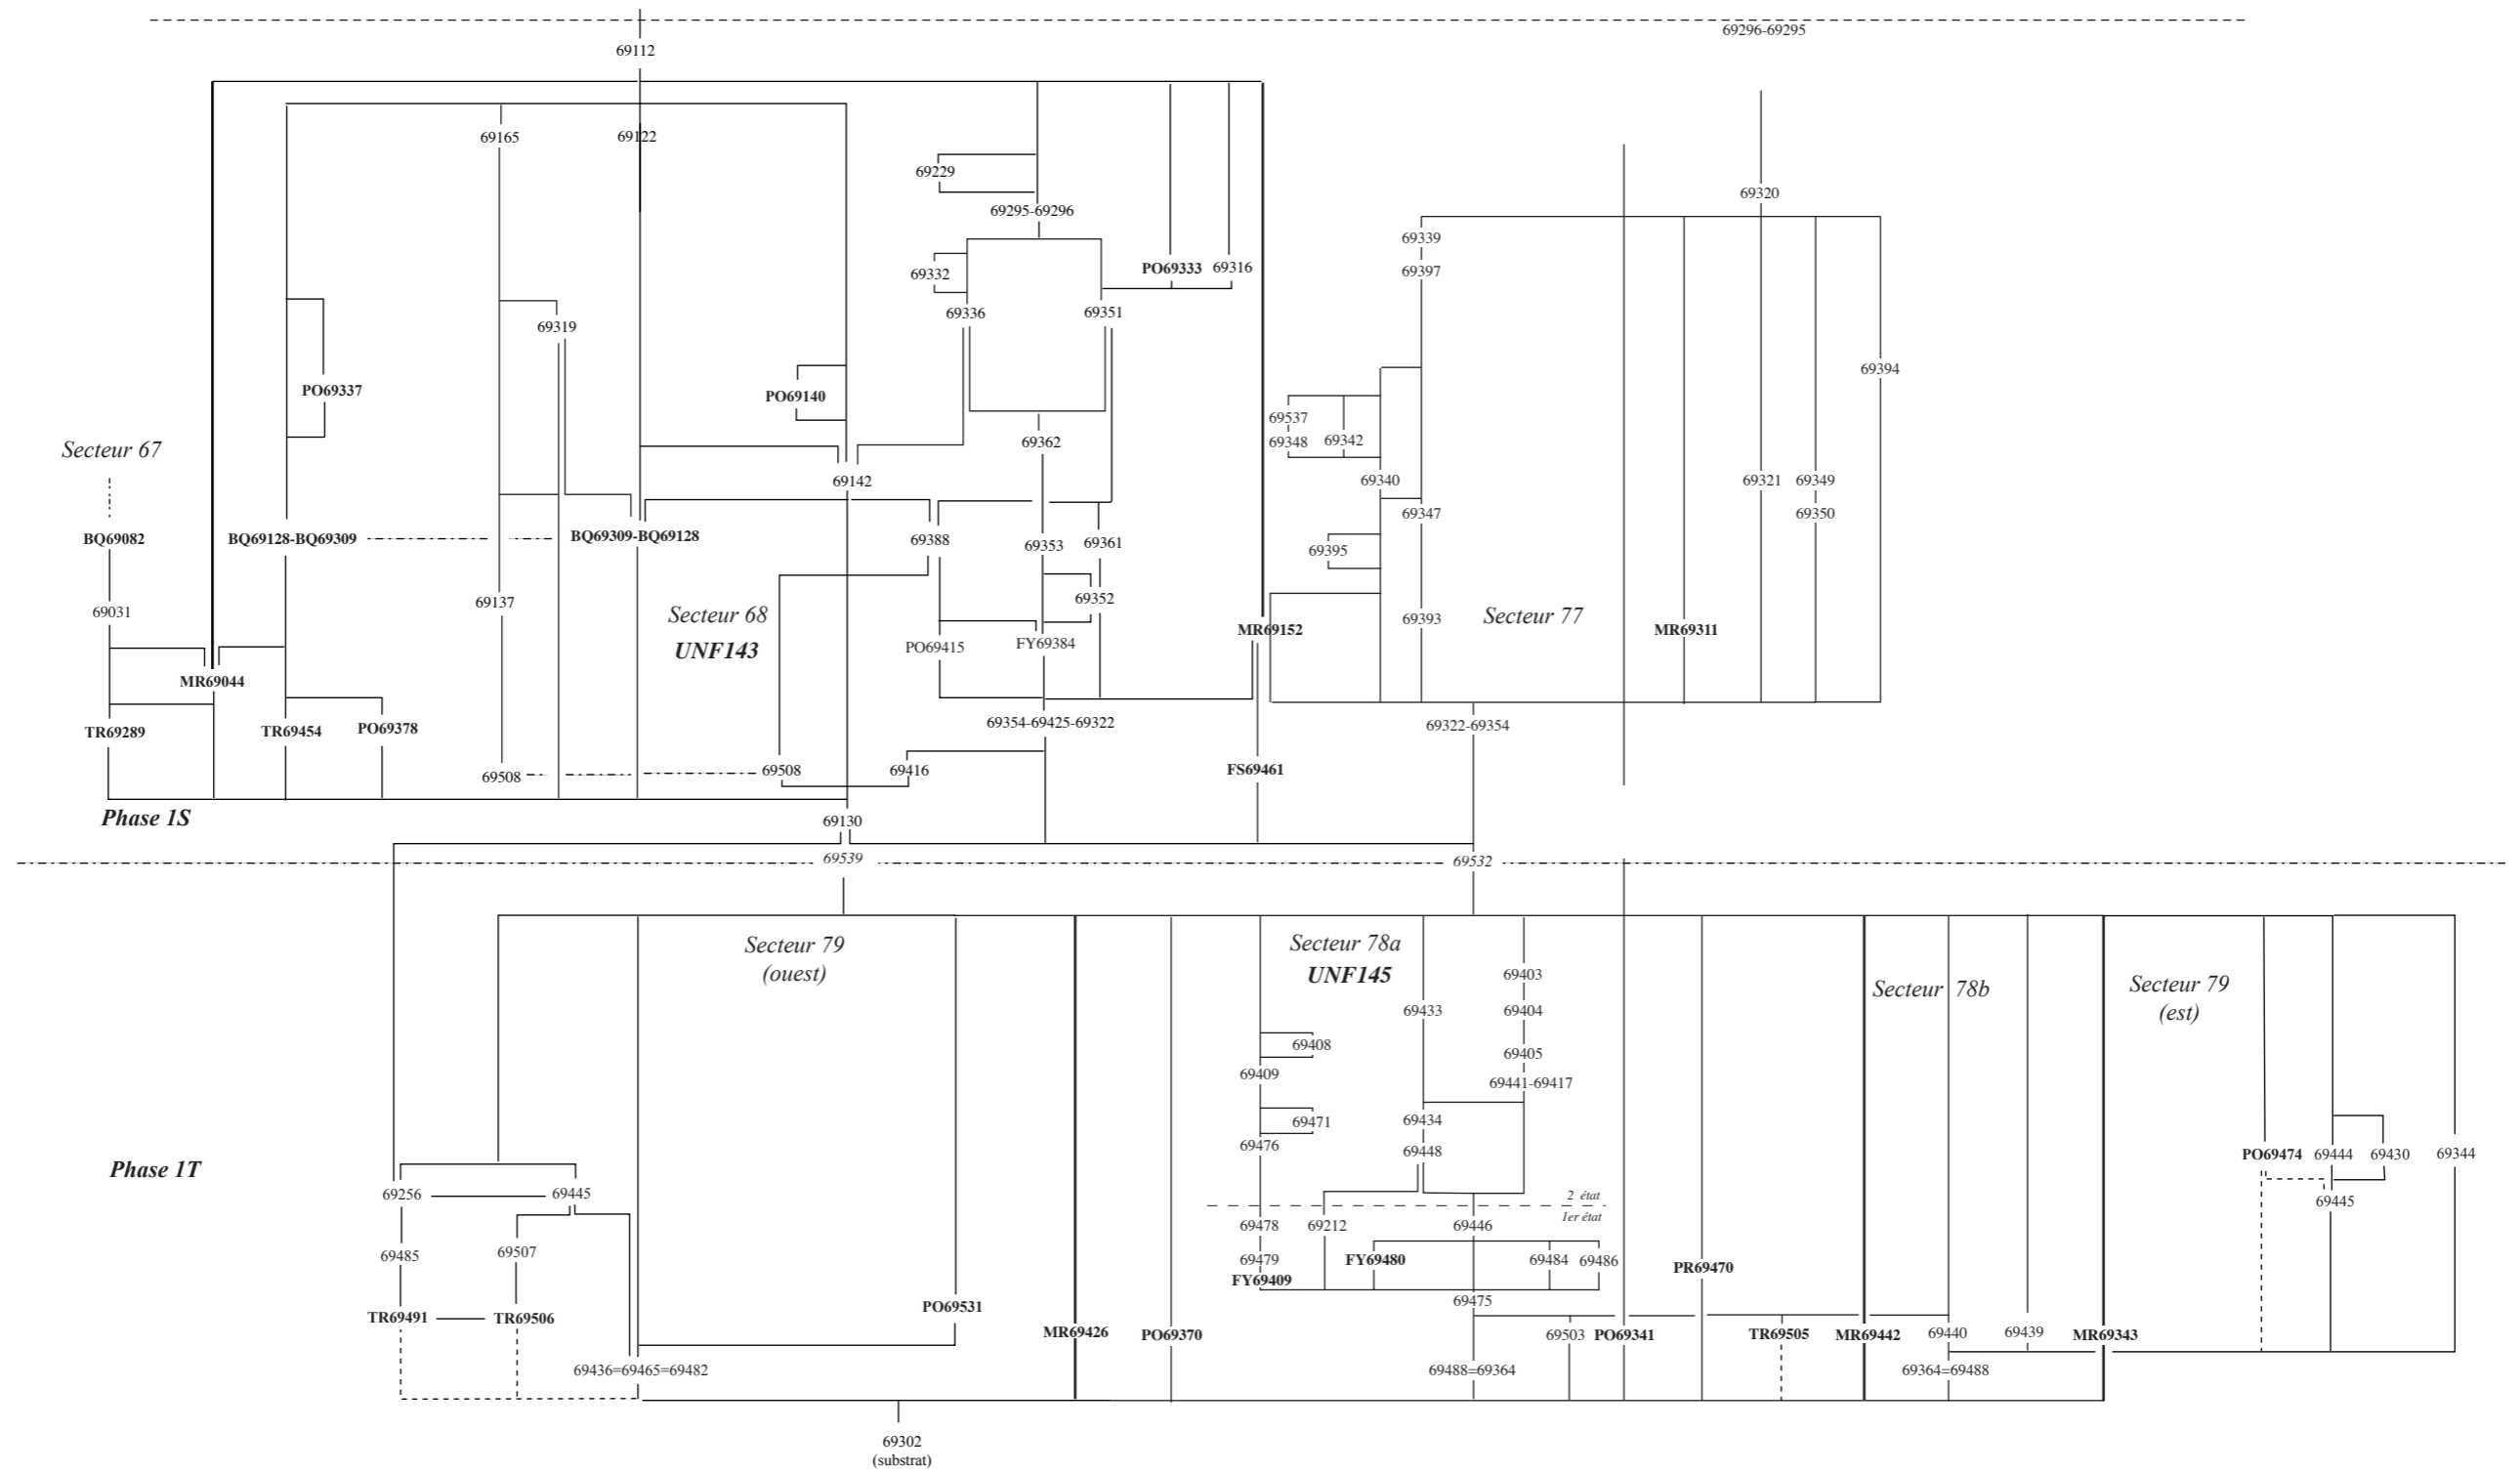 69296-69295
69112
69165
69122
69229
69320
69295-69296
69339
69332
PO69333
69316
69397
69336
69351
69319
69394
PO69337
PO69140
69537
Secteur 67
69348
69342
69362
69142
69340
69321
69349
69347
69350
BQ69082
BQ69128-BQ69309
BQ69309-BQ69128
69388
69353
69361
69395
69137
69352
69031
Secteur 68
69393
Secteur 77
UNF143
PO69415
FY69384
MR69152
MR69311
MR69044
TR69289
TR69454
PO69378
69354-69425-69322
69322-69354
69508
69508
69416
FS69461
Phase 1S
69130
69539
69532
Secteur 79
(ouest)
Secteur 78a
UNF145
69403
Secteur 78b
Secteur 79
(est)
69433
69404
69408
69405
69409
69441-69417
69471
69434
69476
69448
Phase 1T
PO69474
69444
69430
69344
69256
69445
2 état
69445
1er état
69478
69212
69446
69485
69507
69479
FY69480
69484
69486
PR69470
FY69409
PO69531
69475
TR69491
TR69506
MR69426
PO69370
69503
PO69341
TR69505
MR69442
69440
69439
MR69343
69436=69465=69482
69488=69364
69364=69488
69302
(substrat)